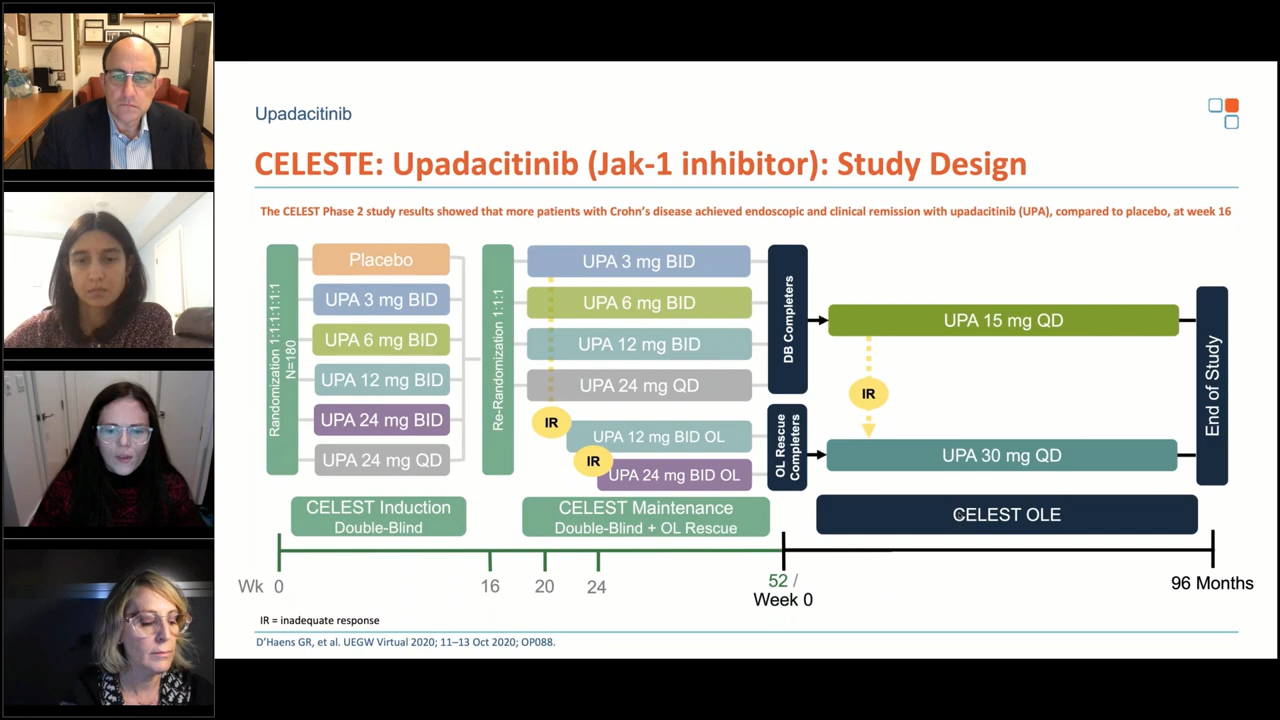 Upadacitinib
CELESTE: Upadacitinib (Jak-1 inhibitor): Study Design
The CELEST Phase 2 study results showed that more patients with Crohn's disease achieved endoscopic and clinical remission with upadacitinib (UPA), compared to placebo, at week 16
Randomization 1:1:1:1:1:1
N=180
Placebo
UPA 3 mg BID
UPA 6 mg BID
UPA 12 mg BID
UPA 24 mg BID
UPA 24 mg QD
Re-Randomization 1:1:1
UPA 3 mg BID
UPA 6 mg BID
UPA 12 mg BID
UPA 24 mg QD
IR
UPA 12 mg BID OL
IR
UPA 24 mg BID OL
DB Completers
OL Rescue
Completers
UPA 15 mg QD
IR
UPA 30 mg QD
End of Study
CELEST Induction
Double-Blind
CELEST Maintenance
Double-Blind + OL Rescue
CELEST OLE
Wk 0
16
20
24
52 /
Week 0
96 Months
IR = inadequate response
D'Haens GR, et al. UEGW Virtual 2020; 11–13 Oct 2020; OP088.